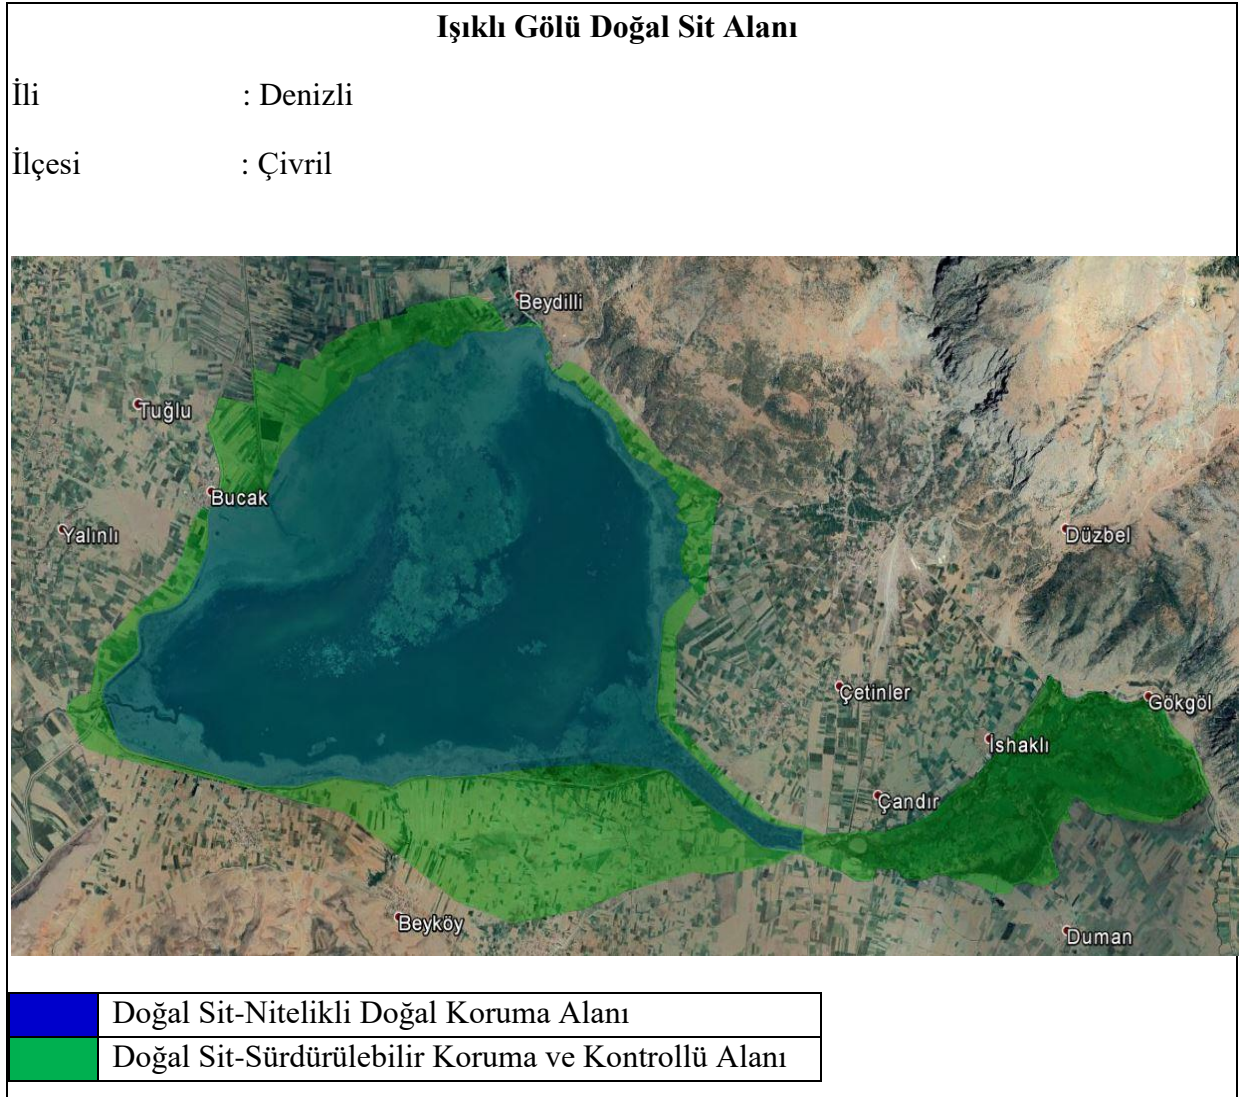 Işıklı Gölü Doğal Sit Alanı
İli : Denizli
İlçesi : Çivril
Beydilli
Tuğlu
Bucak
Yalınlı
Düzbel
Çetinler
Gökgöl
İshaklı
Çandır
Beyköy
Duman
Doğal Sit-Nitelikli Doğal Koruma Alanı
Doğal Sit-Sürdürülebilir Koruma ve Kontrollü Alanı